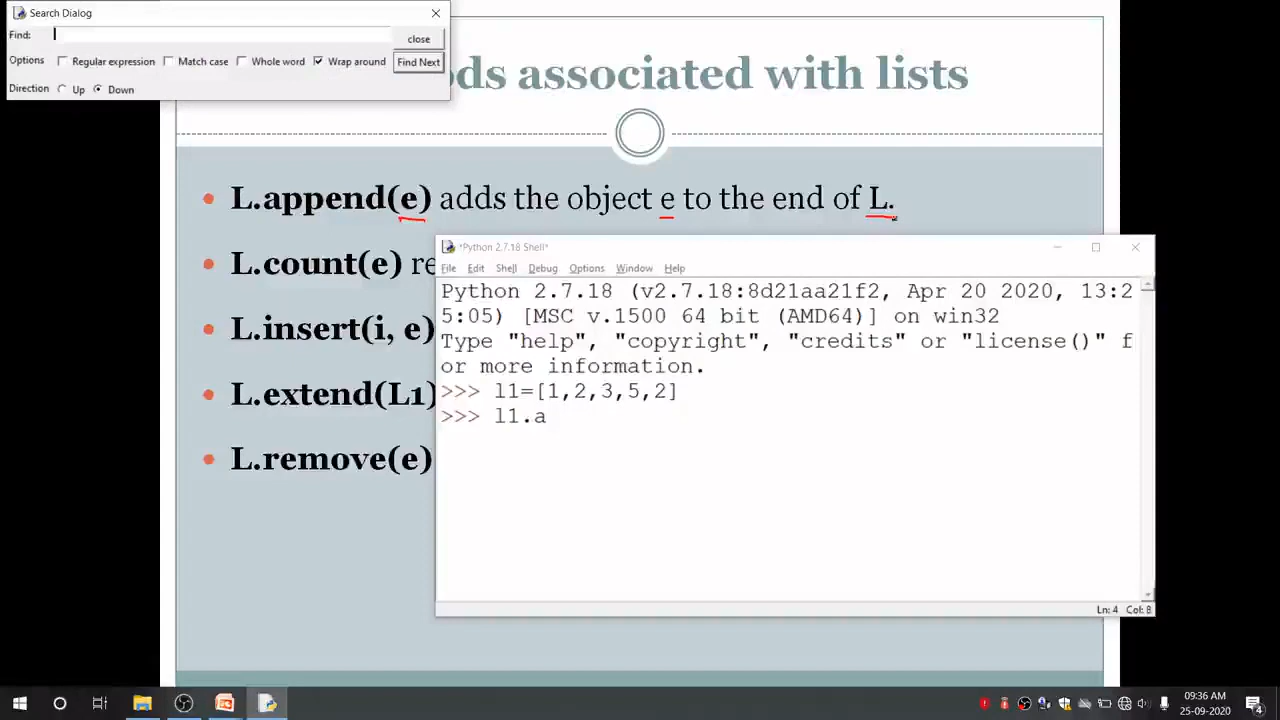 Search Dialog
Find:
close
Options Regular expression Match case Whole word Wrap around Find Next
Direction Up Down
ods associated with lists
• L.append(e) adds the object e to the end of L.
• L.count(e) re
• L.insert(i, e)
• L.extend(L1)
• L.remove(e)
*Python 2.7.18 Shell*
File Edit Shell Debug Options Window Help
Python 2.7.18 (v2.7.18:8d21aa21f2, Apr 20 2020, 13:2
5:05) [MSC v.1500 64 bit (AMD64)] on win32
Type "help", "copyright", "credits" or "license()" f
or more information.
>>> l1=[1,2,3,5,2]
>>> l1.a
Ln: 4 Col: 8
09:36 AM
25-09-2020
4